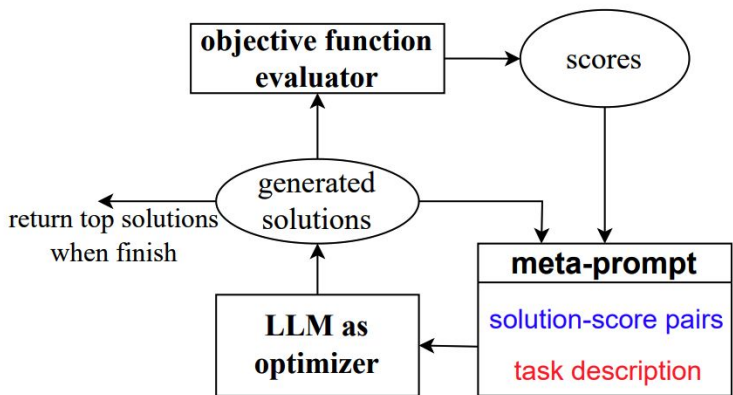 objective function
evaluator
scores
generated
solutions
return top solutions
when finish
meta-prompt
solution-score pairs
task description
LLM as
optimizer